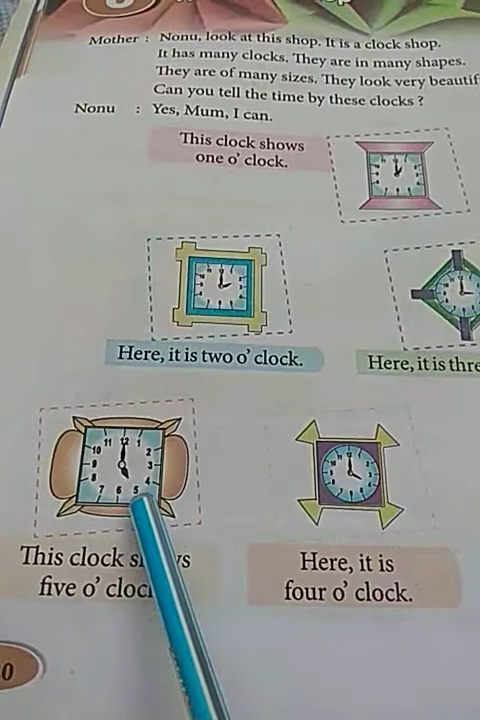 Mother : Nonu, look at this shop. It is a clock shop.
It has many clocks. They are in many shapes.
They are of many sizes. They look very
Can you tell the time by these clocks ?
Nonu : Yes, Mum, I can.
This clock shows
one o' clock.
Here, it is two o' clock.
Here, it is
This clock
five o'
Here, it is
four o' clock.